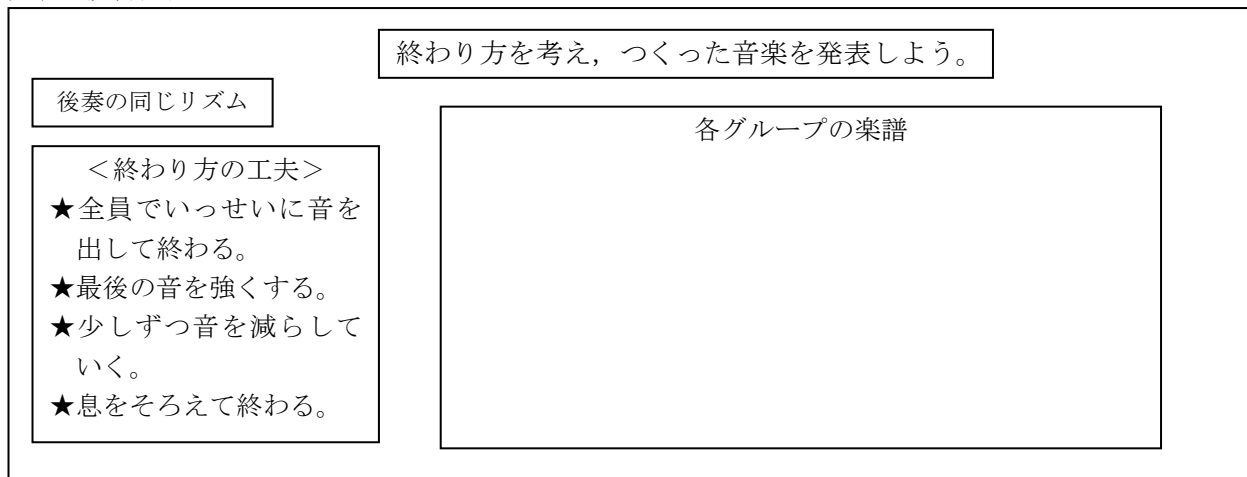 終わり方を考え，つくった音楽を発表しよう。
後奏の同じリズム
各グループの楽譜
＜終わり方の工夫＞
★全員でいっせいに音を
出して終わる。
★最後の音を強くする。
★少しずつ音を減らして
いく。
★息をそろえて終わる。